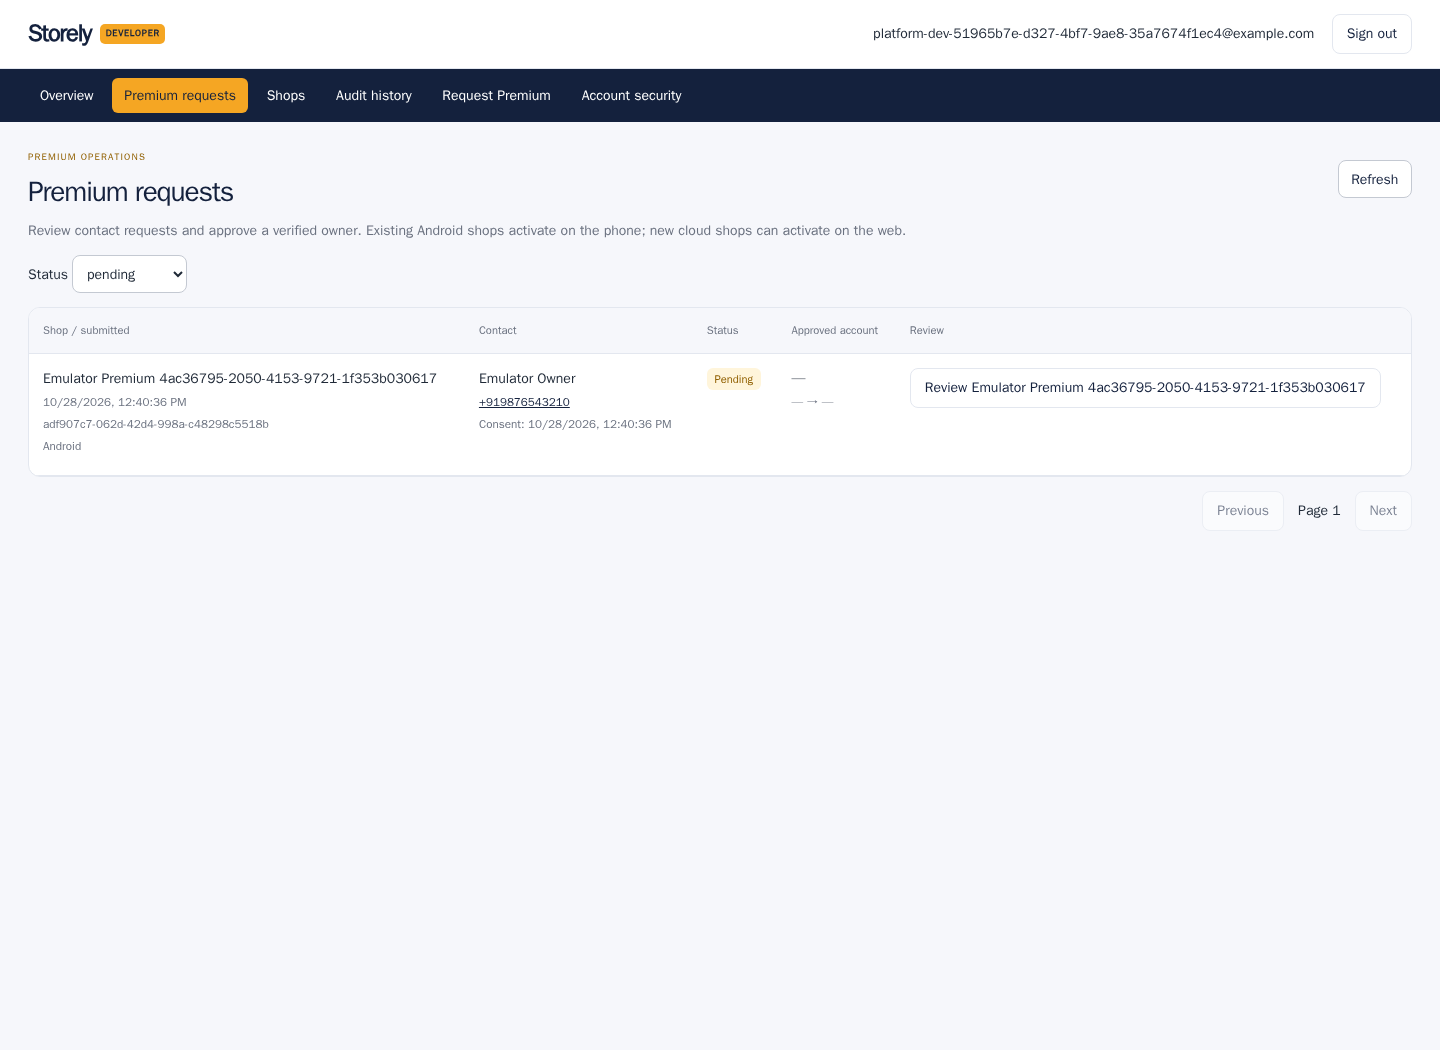 Storely DEVELOPER
platform-dev-51965b7e-d327-4bf7-9ae8-35a7674f1ec4@example.com Sign out
Overview Premium requests Shops Audit history Request Premium Account security
PREMIUM OPERATIONS
Premium requests
Refresh
Review contact requests and approve a verified owner. Existing Android shops activate on the phone; new cloud shops can activate on the web.
Status pending
Shop / submitted Contact Status Approved account Review
Emulator Premium 4ac36795-2050-4153-9721-1f353b030617 Emulator Owner Pending — Review Emulator Premium 4ac36795-2050-4153-9721-1f353b030617
10/28/2026, 12:40:36 PM +919876543210 — → —
adf907c7-062d-42d4-998a-c48298c5518b Consent: 10/28/2026, 12:40:36 PM
Android
Previous Page 1 Next